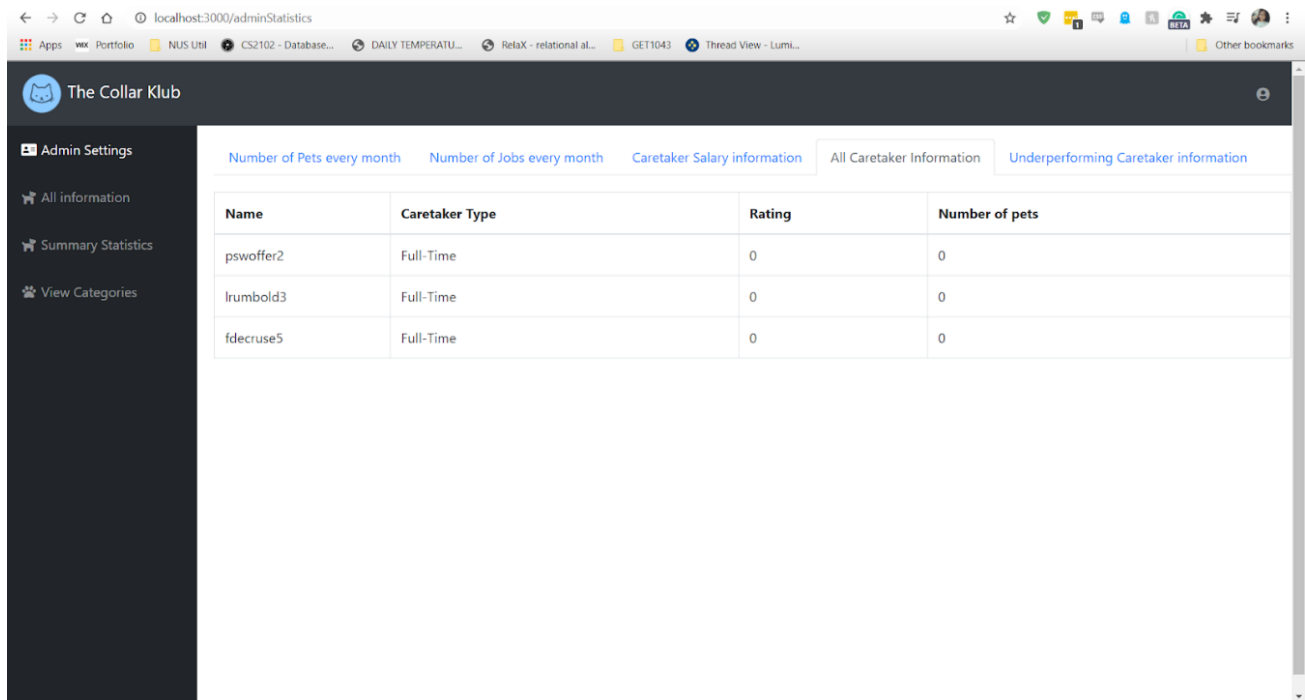 localhost:3000/adminStatistics
1
BETA
Apps WIX Portfolio NUS Util CS2102 - Database... DAILY TEMPERATU... RelaX - relational al... GET1043 Thread View - Lumi... Other bookmarks
The Collar Klub
Admin Settings
All information
Summary Statistics
View Categories
Number of Pets every month Number of Jobs every month Caretaker Salary information All Caretaker Information Underperforming Caretaker information
Name Caretaker Type Rating Number of pets
pswoffer2 Full-Time 0 0
lrumbold3 Full-Time 0 0
fdecruse5 Full-Time 0 0